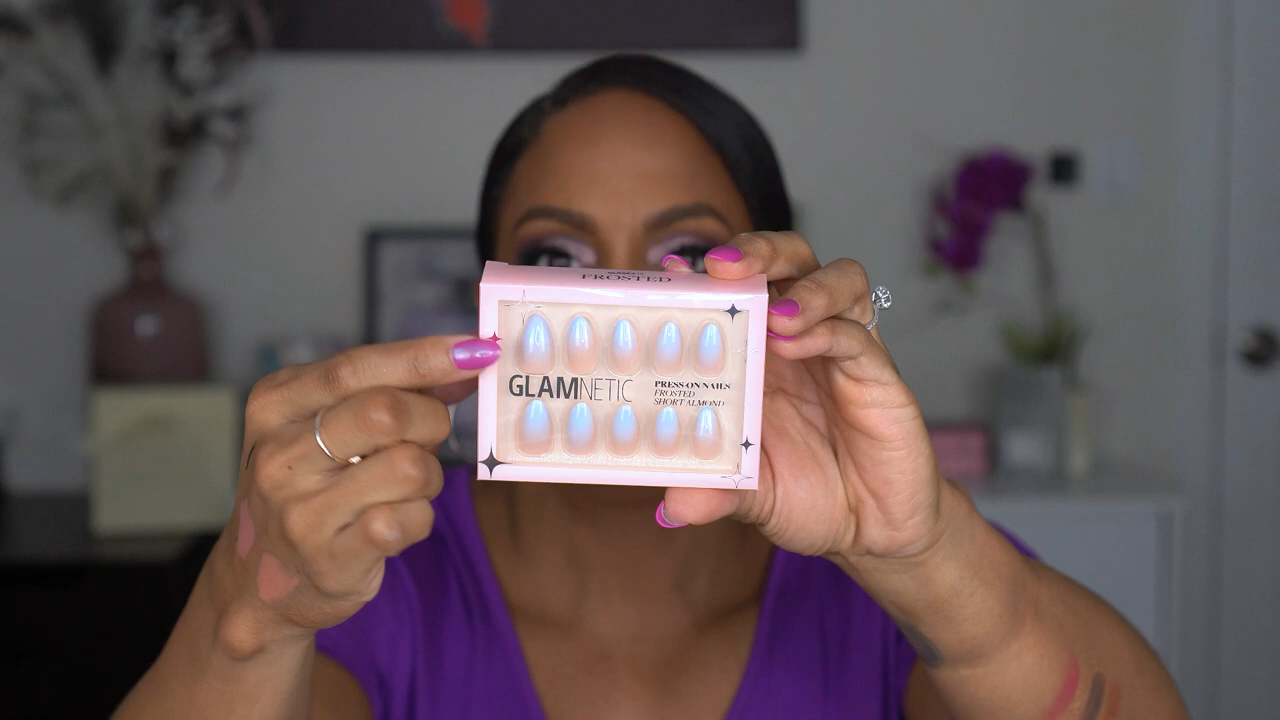 FROSTED
GLAMNETIC
PRESS-ON NAILS
FROSTED
SHORT ALMOND